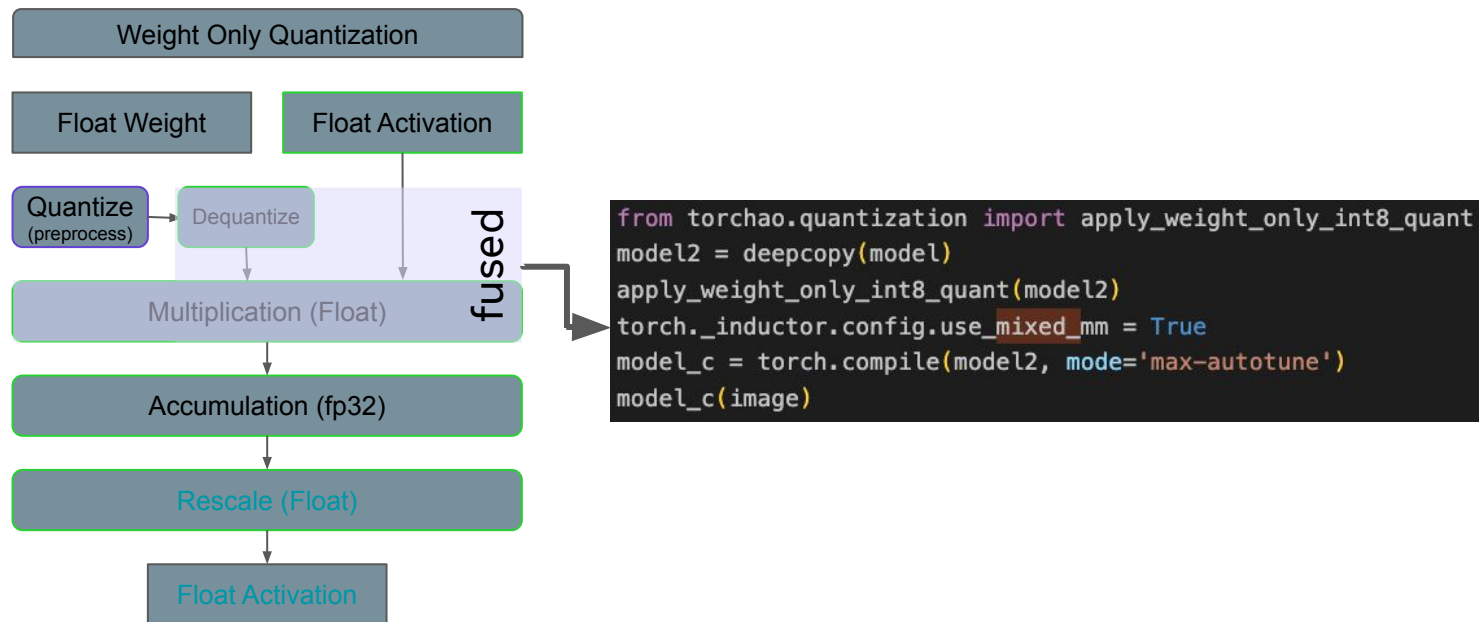 Weight Only Quantization
Float Weight
Float Activation
Quantize
(preprocess)
Dequantize
fused
Multiplication (Float)
Accumulation (fp32)
Rescale (Float)
Float Activation
from torchao.quantization import apply_weight_only_int8_quant
model2 = deepcopy(model)
apply_weight_only_int8_quant(model2)
torch._inductor.config.use_mixed_mm = True
model_c = torch.compile(model2, mode='max-autotune')
model_c(image)